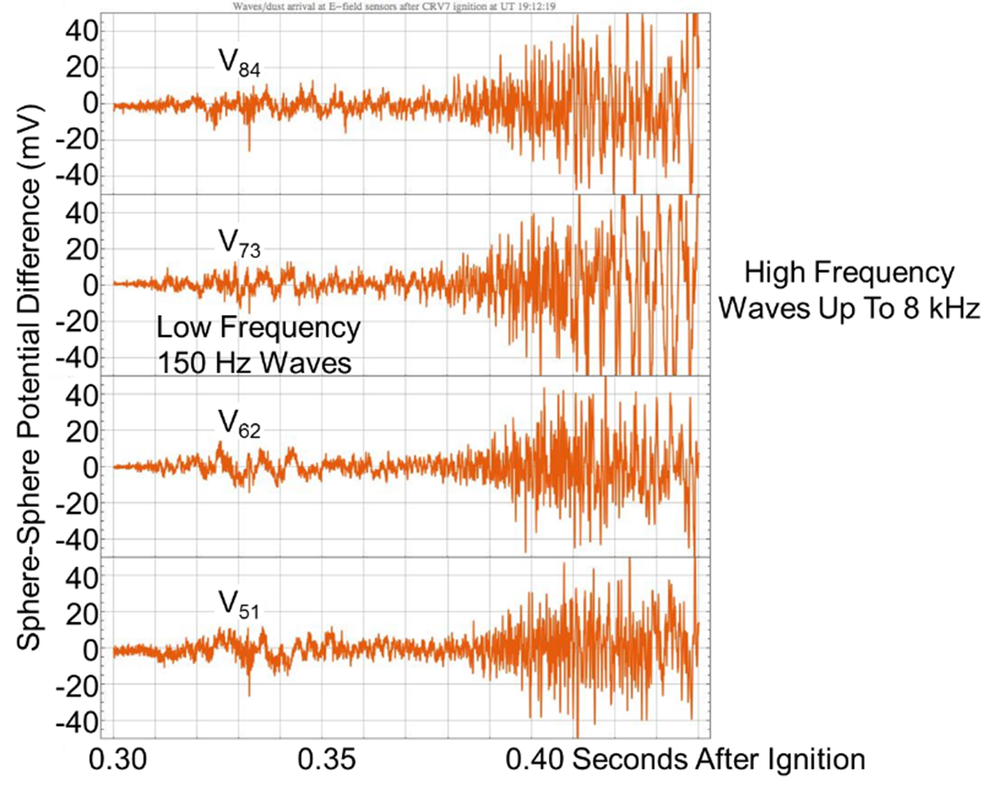 Waves/dust arrival at E−field sensors after CRV7 ignition at UT 19:12:19
Sphere-Sphere Potential Difference (mV)
40
20
0
-20
-40
V84
40
20
0
-20
-40
V73
Low Frequency
150 Hz Waves
High Frequency
Waves Up To 8 kHz
40
20
0
-20
-40
V62
40
20
0
-20
-40
V51
0.30 0.35 0.40 Seconds After Ignition